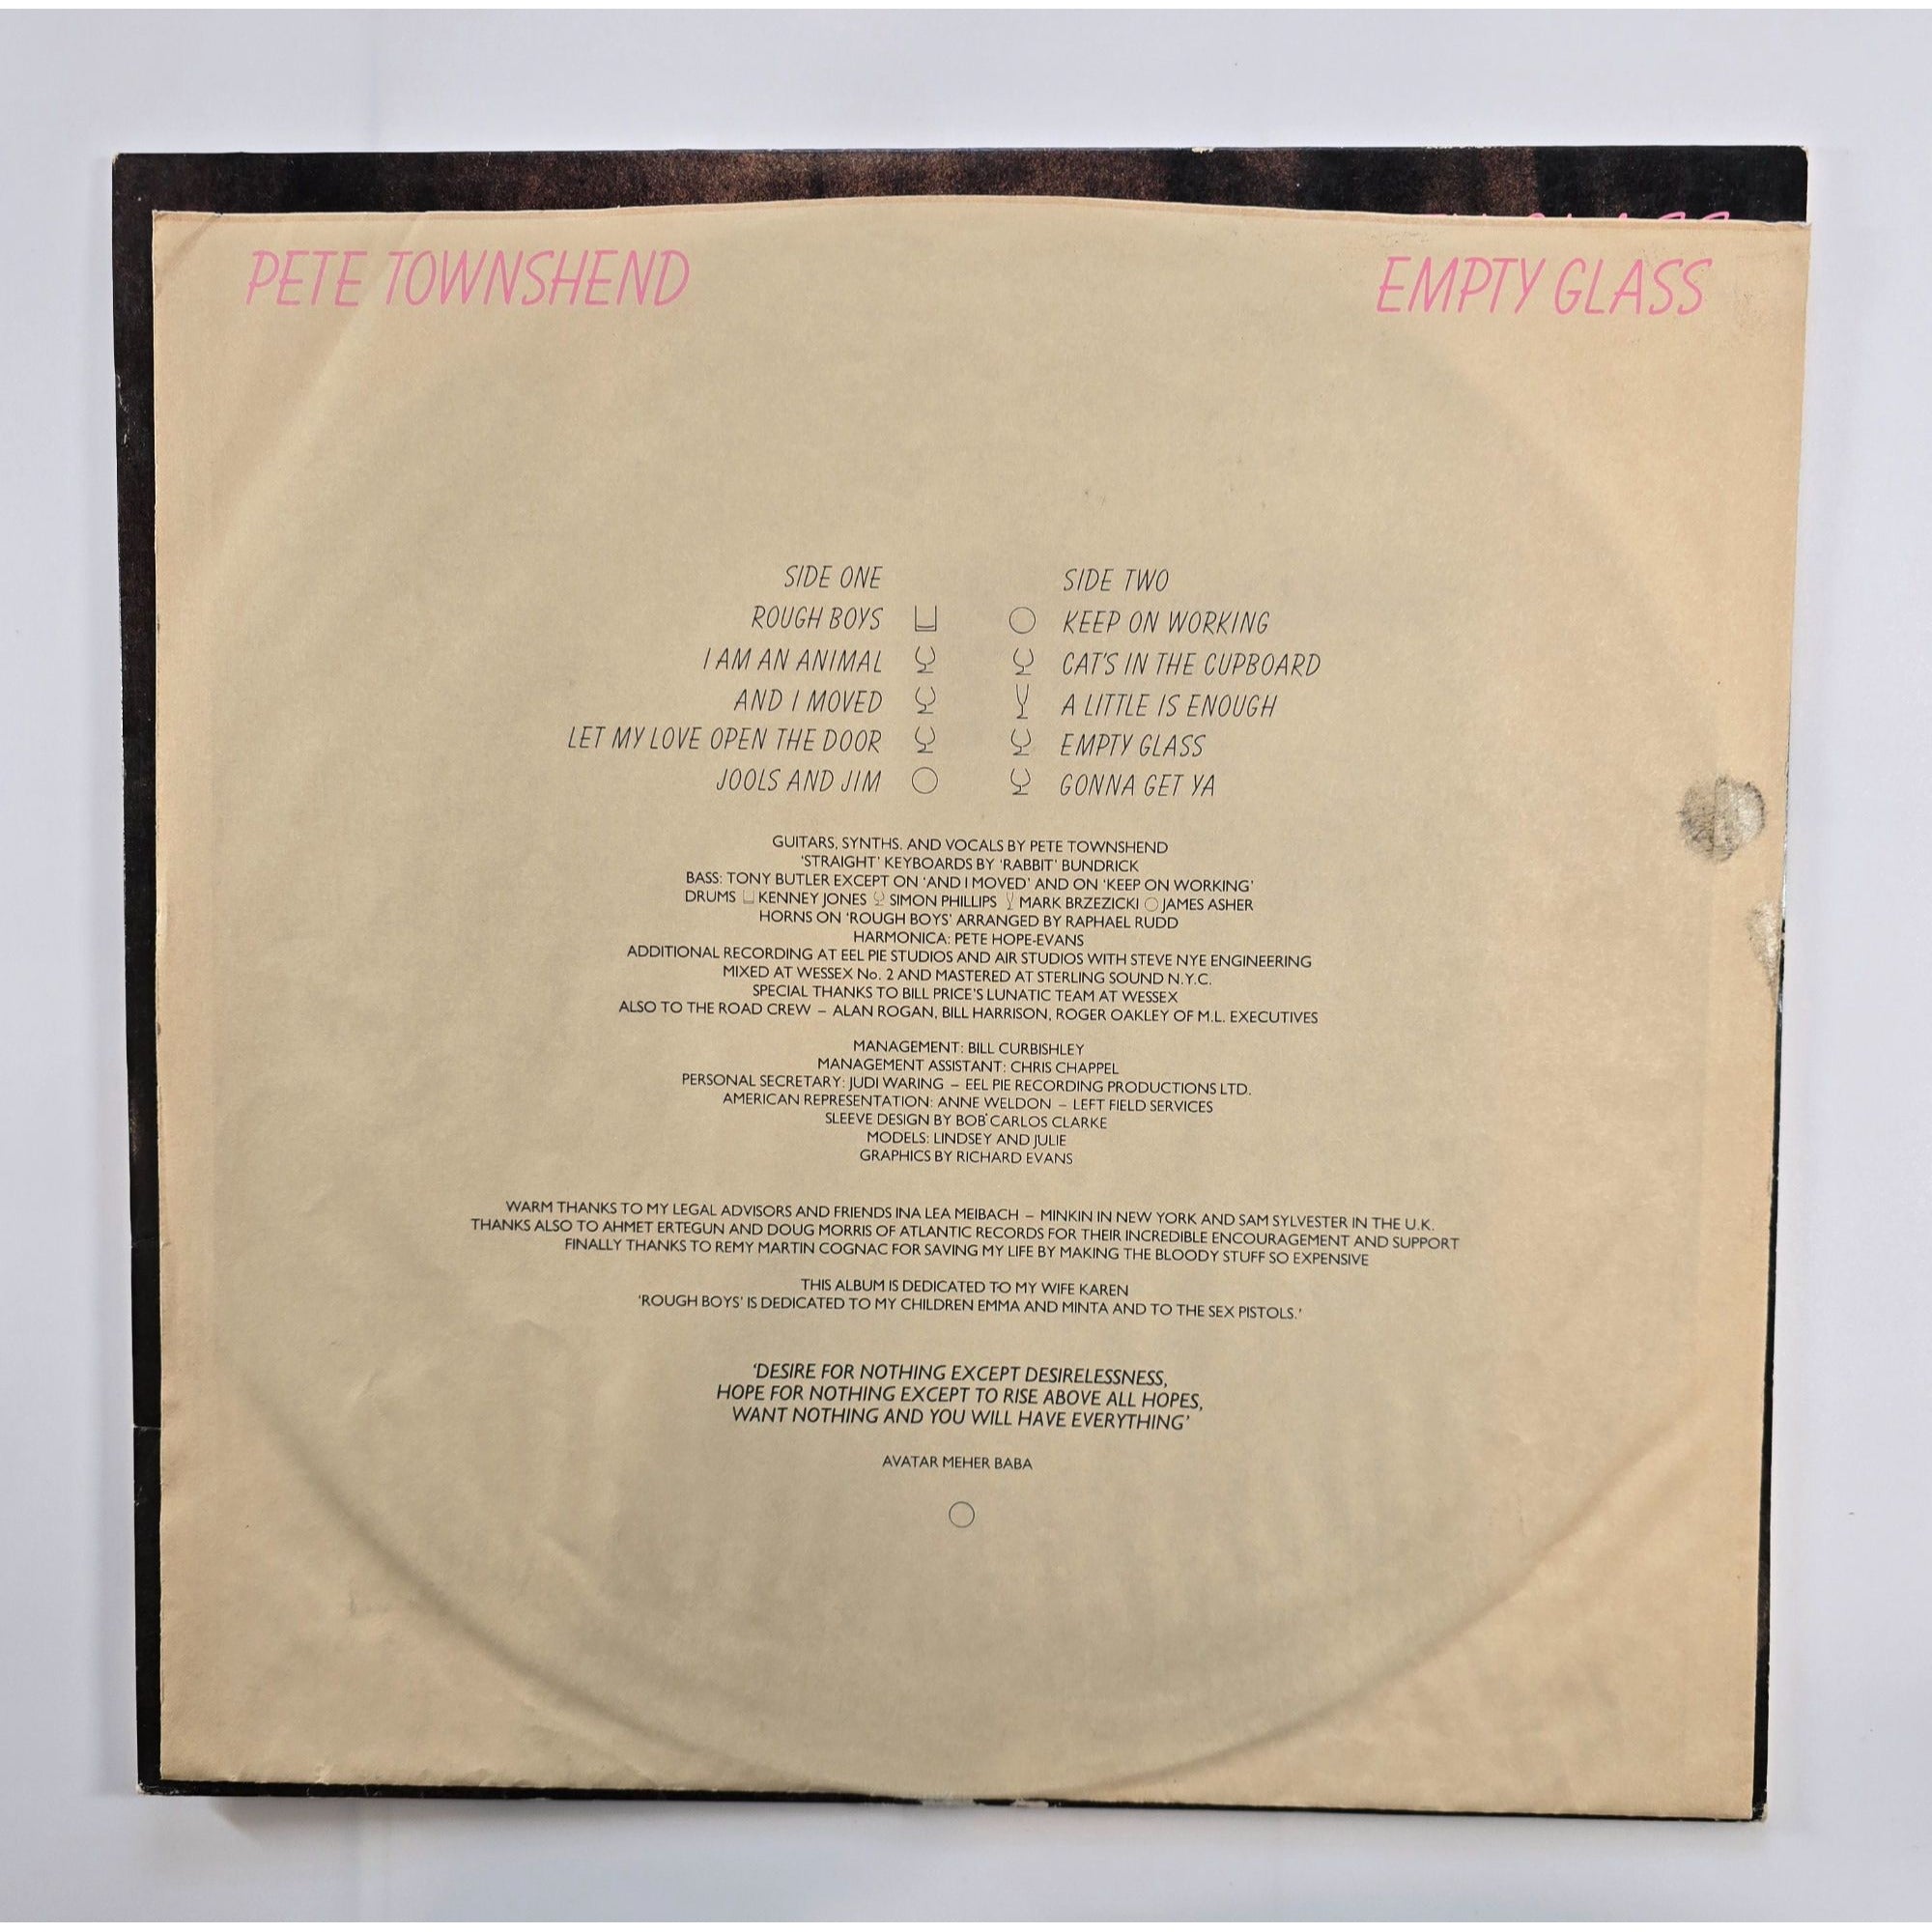 PETE TOWNSHEND
EMPTY GLASS
SIDE ONE
ROUGH BOYS
I AM AN ANIMAL
AND I MOVED
LET MY LOVE OPEN THE DOOR
JOOLS AND JIM
SIDE TWO
KEEP ON WORKING
CAT'S IN THE CUPBOARD
A LITTLE IS ENOUGH
EMPTY GLASS
GONNA GET YA
GUITARS, SYNTHS. AND VOCALS BY PETE TOWNSHEND
'STRAIGHT' KEYBOARDS BY 'RABBIT' BUNDRICK
BASS: TONY BUTLER EXCEPT ON 'AND I MOVED' AND ON 'KEEP ON WORKING'
DRUMS KENNEY JONES SIMON PHILLIPS MARK BRZEZICKI JAMES ASHER
HORNS ON 'ROUGH BOYS' ARRANGED BY RAPHAEL RUDD
HARMONICA: PETE HOPE-EVANS
ADDITIONAL RECORDING AT EEL PIE STUDIOS AND AIR STUDIOS WITH STEVE NYE ENGINEERING
MIXED AT WESSEX No. 2 AND MASTERED AT STERLING SOUND N.Y.C.
SPECIAL THANKS TO BILL PRICE'S LUNATIC TEAM AT WESSEX
ALSO TO THE ROAD CREW – ALAN ROGAN, BILL HARRISON, ROGER OAKLEY OF M.L. EXECUTIVES
MANAGEMENT: BILL CURBISHLEY
MANAGEMENT ASSISTANT: CHRIS CHAPPEL
PERSONAL SECRETARY: JUDI WARING – EEL PIE RECORDING PRODUCTIONS LTD.
AMERICAN REPRESENTATION: ANNE WELDON – LEFT FIELD SERVICES
SLEEVE DESIGN BY BOB CARLOS CLARKE
MODELS: LINDSEY AND JULIE
GRAPHICS BY RICHARD EVANS
WARM THANKS TO MY LEGAL ADVISORS AND FRIENDS INA LEA MEIBACH – MINKIN IN NEW YORK AND SAM SYLVESTER IN THE U.K.
THANKS ALSO TO AHMET ERTEGUN AND DOUG MORRIS OF ATLANTIC RECORDS FOR THEIR INCREDIBLE ENCOURAGEMENT AND SUPPORT
FINALLY THANKS TO REMY MARTIN COGNAC FOR SAVING MY LIFE BY MAKING THE BLOODY STUFF SO EXPENSIVE
THIS ALBUM IS DEDICATED TO MY WIFE KAREN
'ROUGH BOYS' IS DEDICATED TO MY CHILDREN EMMA AND MINTA AND TO THE SEX PISTOLS.'
'DESIRE FOR NOTHING EXCEPT DESIRELESSNESS,
HOPE FOR NOTHING EXCEPT TO RISE ABOVE ALL HOPES,
WANT NOTHING AND YOU WILL HAVE EVERYTHING'
AVATAR MEHER BABA